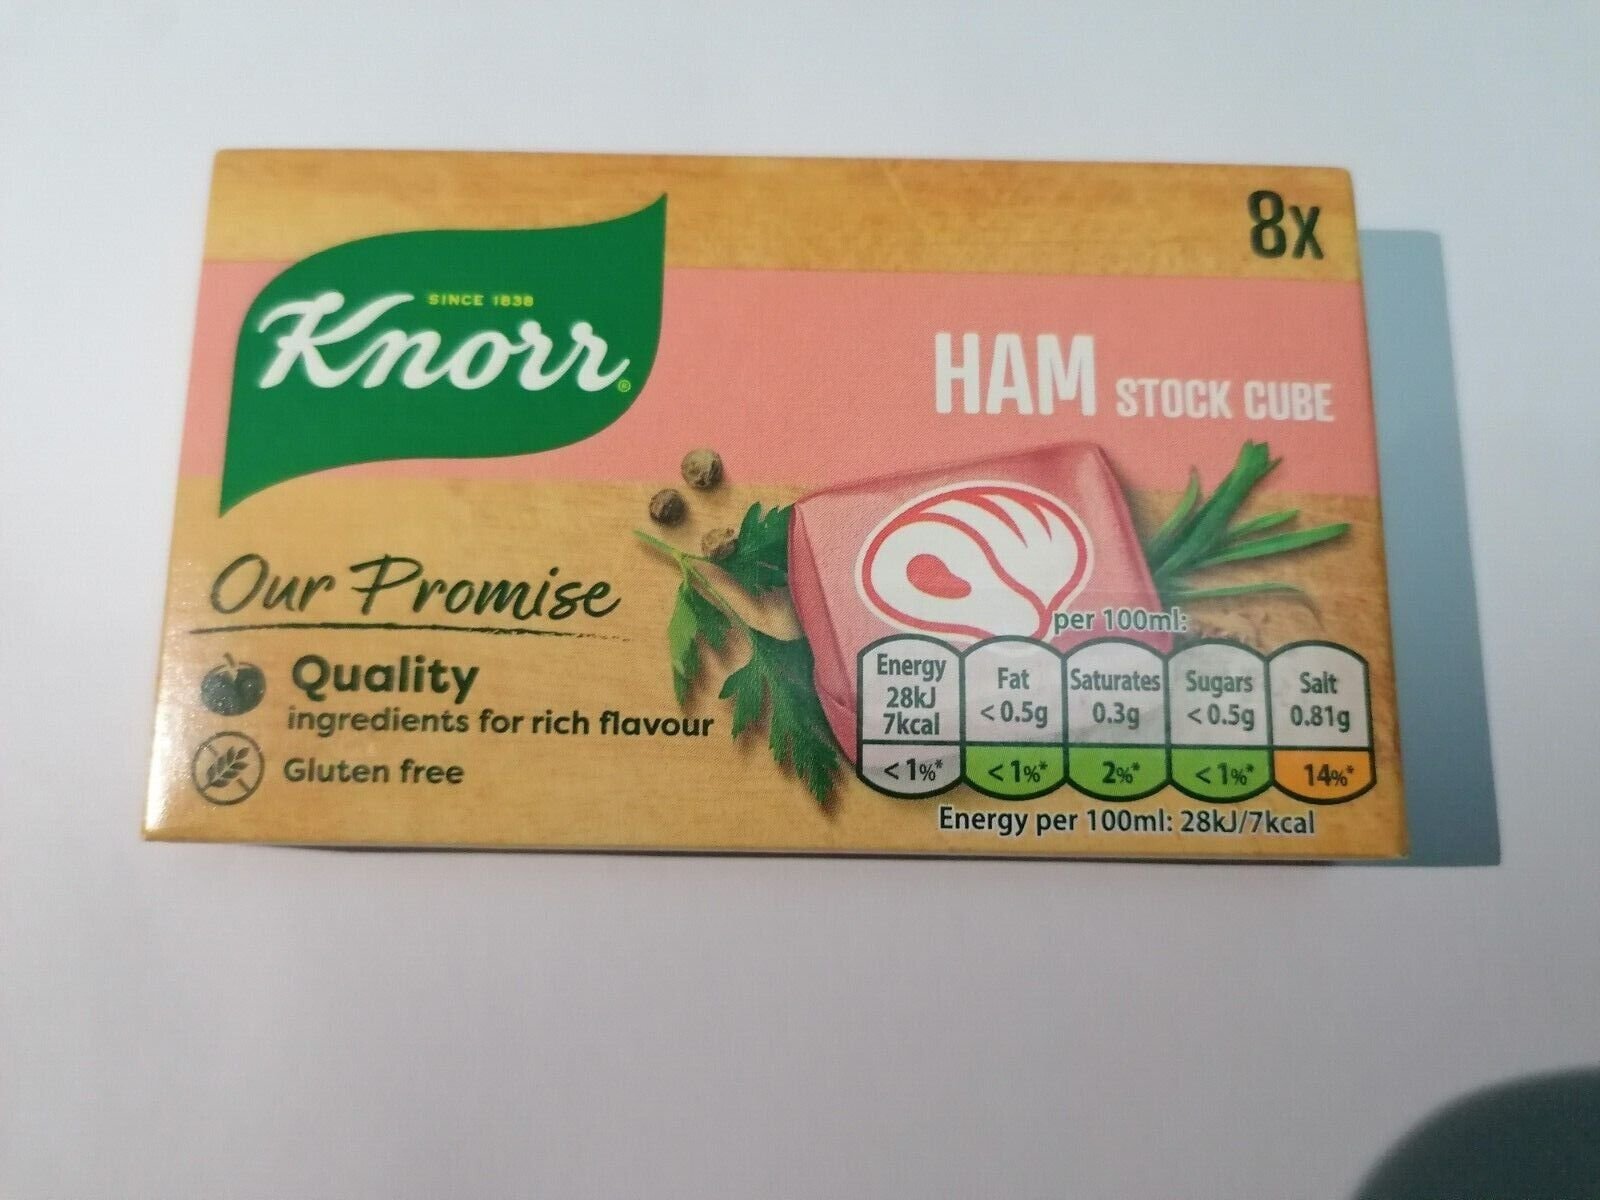 8x
SINCE 1838
Knorr®
HAM STOCK CUBE
Our Promise
Quality
ingredients for rich flavour
Gluten free
per 100ml:
Energy
28kJ
7kcal
<1%*
Fat
<0.5g
<1%*
Saturates
0.3g
2%*
Sugars
<0.5g
<1%*
Salt
0.81g
14%*
Energy per 100ml: 28kJ/7kcal